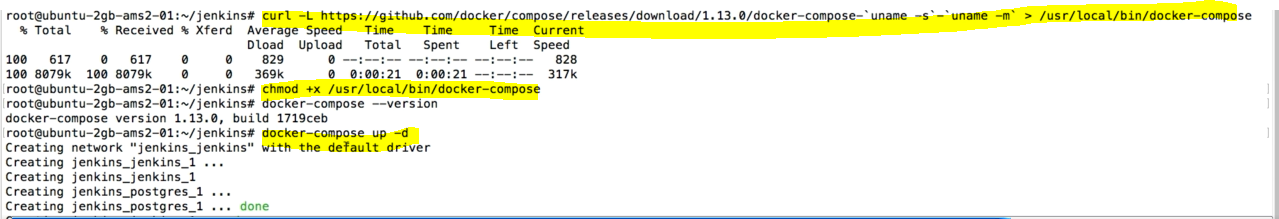 root@ubuntu-2gb-ams2-01:~/jenkins# curl -L https://github.com/docker/compose/releases/download/1.13.0/docker-compose-`uname -s`-`uname -m` > /usr/local/bin/docker-compose
% Total % Received % Xferd Average Speed Time Time Time Current
Dload Upload Total Spent Left Speed
100 617 0 617 0 0 829 0 --:--:-- --:--:-- --:--:-- 828
100 8079k 100 8079k 0 0 369k 0 0:00:21 0:00:21 --:--:-- 317k
root@ubuntu-2gb-ams2-01:~/jenkins# chmod +x /usr/local/bin/docker-compose
root@ubuntu-2gb-ams2-01:~/jenkins# docker-compose --version
docker-compose version 1.13.0, build 1719ceb
root@ubuntu-2gb-ams2-01:~/jenkins# docker-compose up -d
Creating network "jenkins_jenkins" with the default driver
Creating jenkins_jenkins_1 ...
Creating jenkins_jenkins_1
Creating jenkins_postgres_1 ...
Creating jenkins_postgres_1 ... done